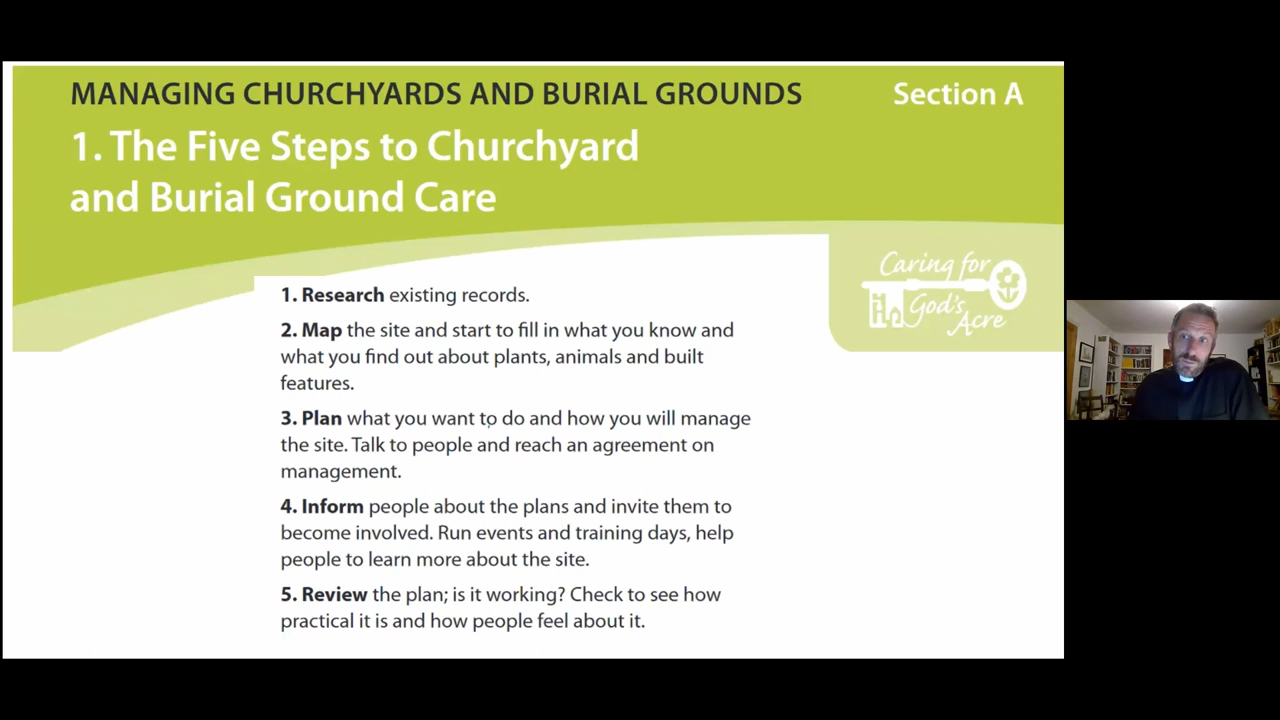 MANAGING CHURCHYARDS AND BURIAL GROUNDS
Section A
1. The Five Steps to Churchyard
and Burial Ground Care
Caring for
God's
Acre
1. Research existing records.
2. Map the site and start to fill in what you know and
what you find out about plants, animals and built
features.
3. Plan what you want to do and how you will manage
the site. Talk to people and reach an agreement on
management.
4. Inform people about the plans and invite them to
become involved. Run events and training days, help
people to learn more about the site.
5. Review the plan; is it working? Check to see how
practical it is and how people feel about it.